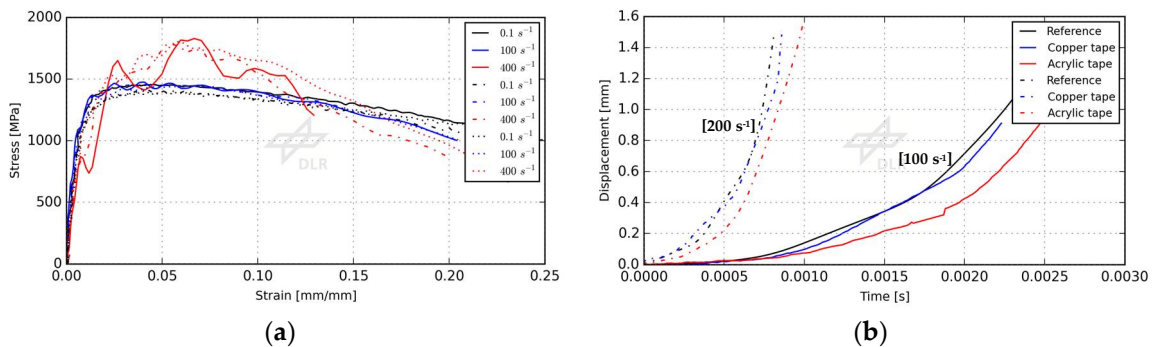 2000
1500
1000
500
0
0.00
0.05
0.10
0.15
0.20
0.25
Stress [MPa]
Strain [mm/mm]
0.1 s⁻¹
100 s⁻¹
400 s⁻¹
0.1 s⁻¹
100 s⁻¹
400 s⁻¹
0.1 s⁻¹
100 s⁻¹
400 s⁻¹
DLR
(a)
1.6
1.4
1.2
1.0
0.8
0.6
0.4
0.2
0.0
0.0000
0.0005
0.0010
0.0015
0.0020
0.0025
0.0030
Displacement [mm]
Time [s]
Reference
Copper tape
Acrylic tape
Reference
Copper tape
Acrylic tape
[200 s⁻¹]
[100 s⁻¹]
DLR
(b)